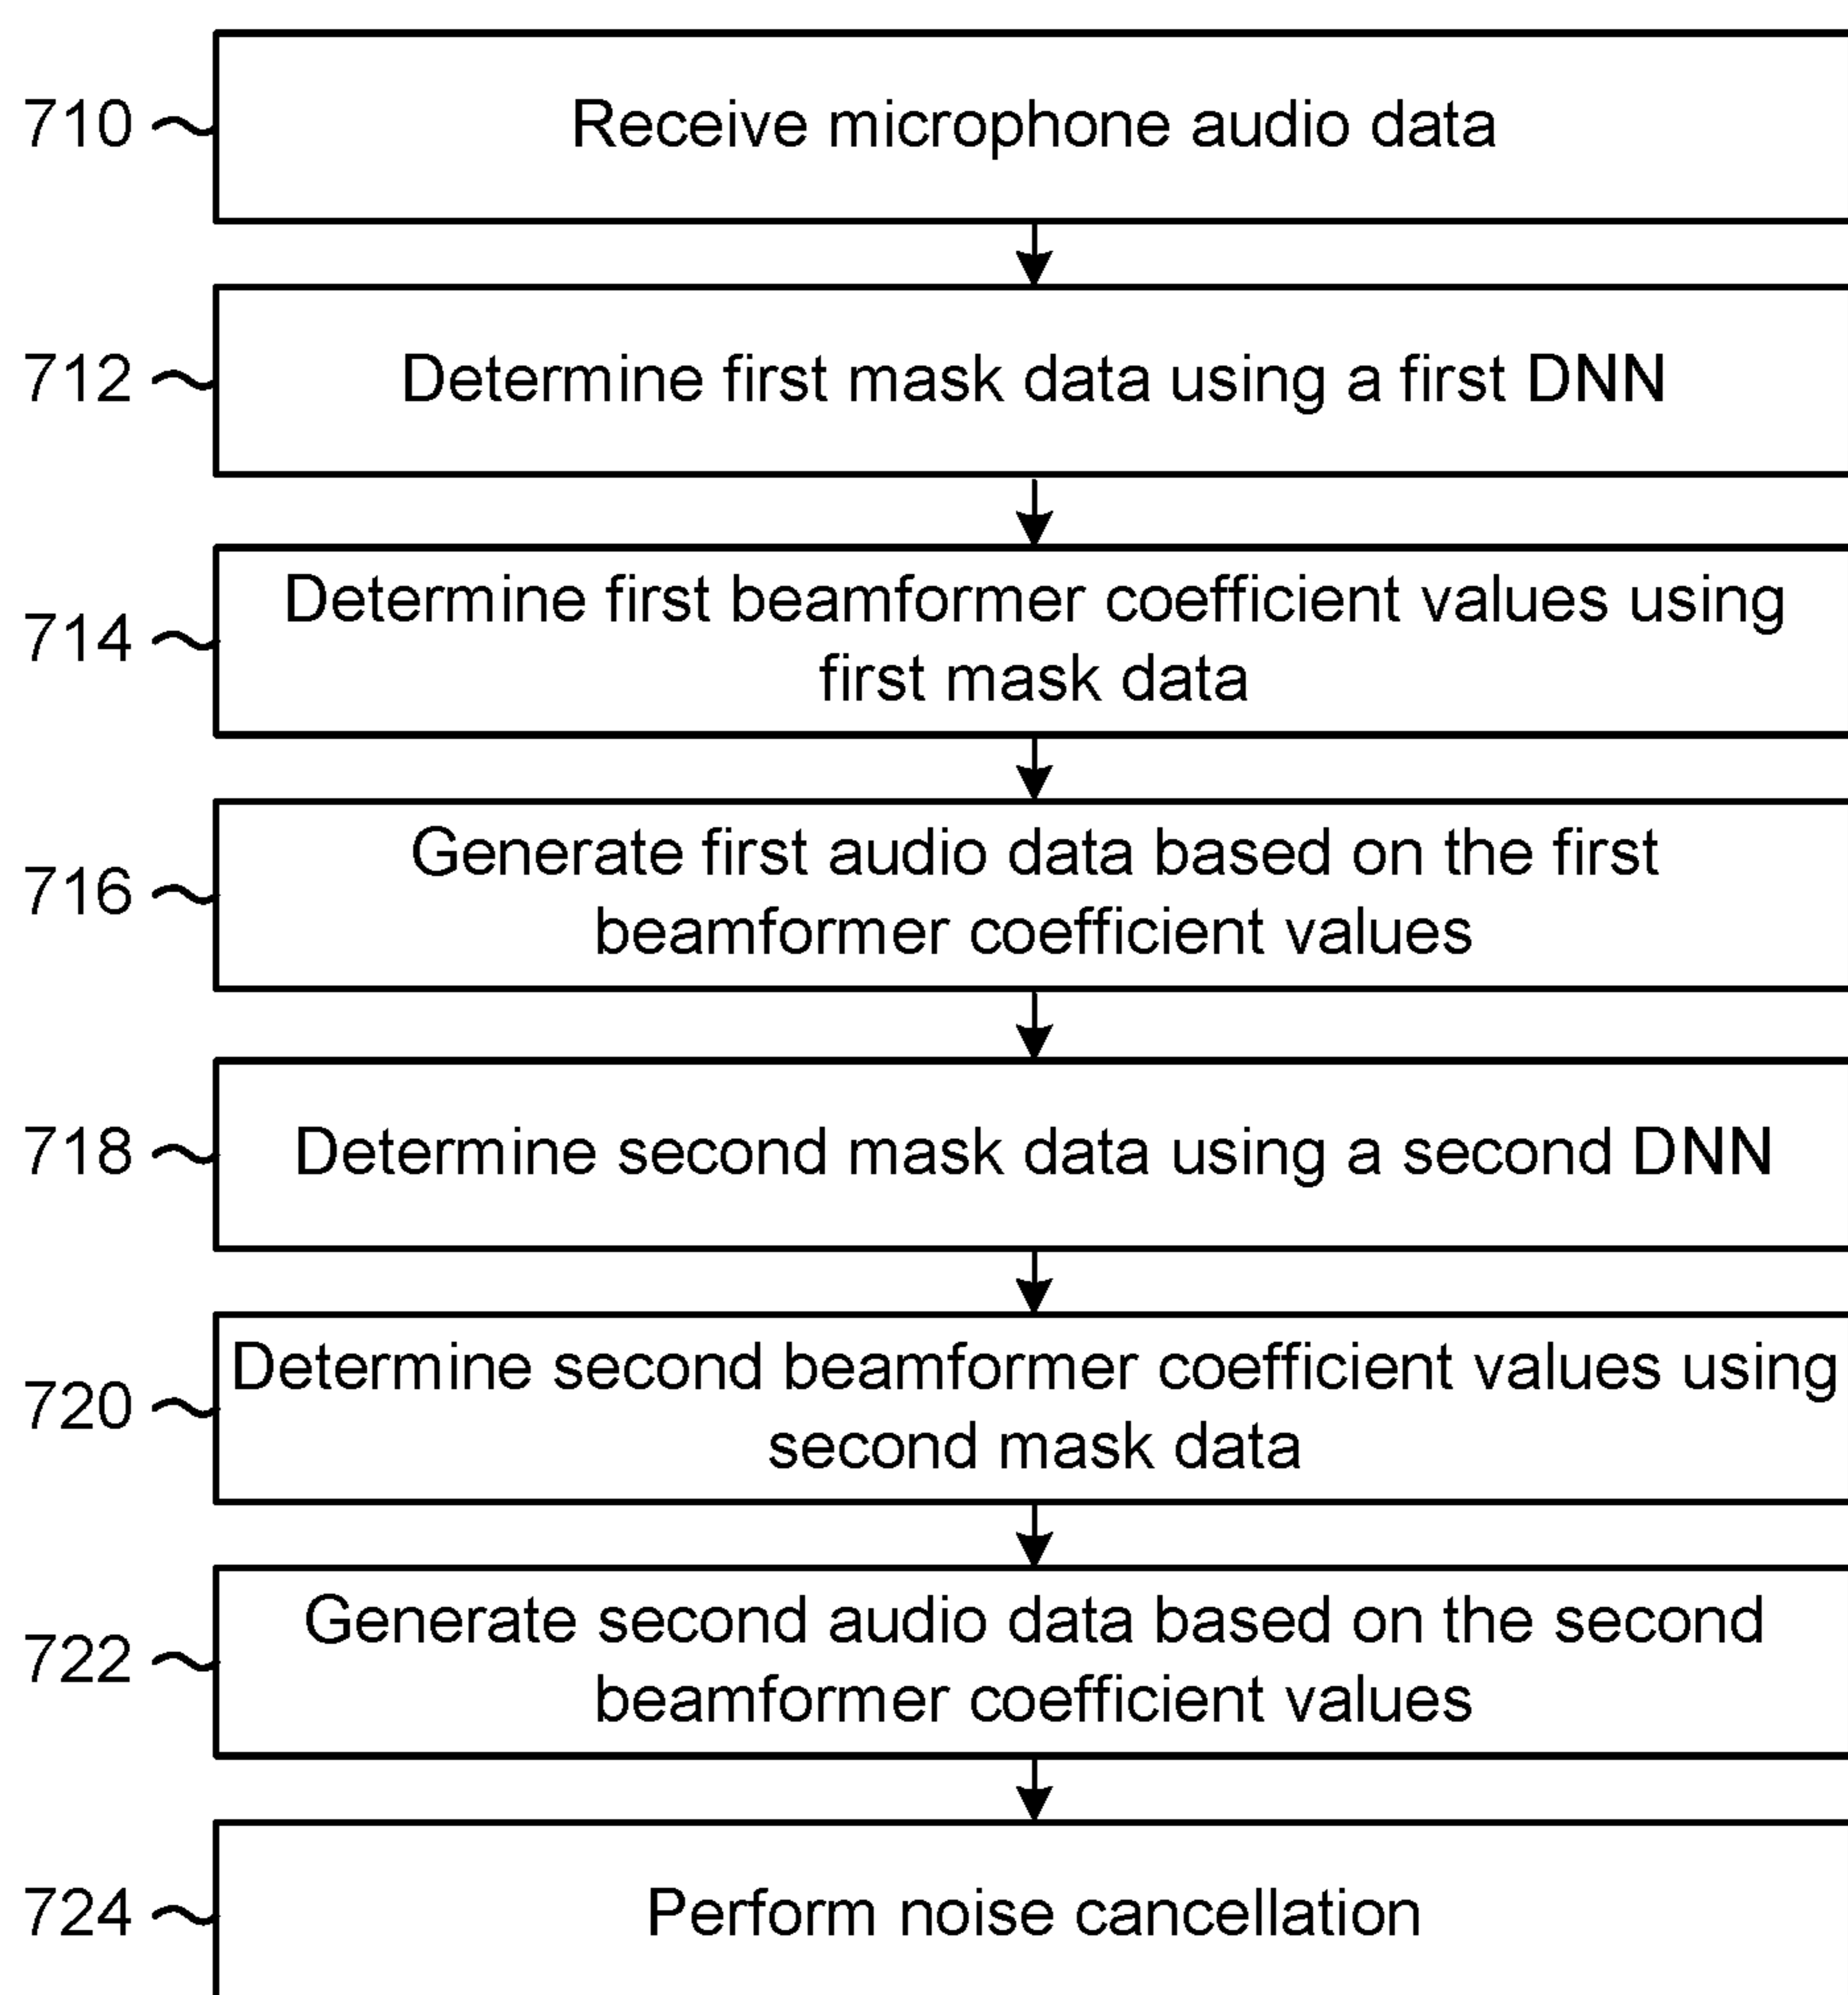 710
Receive microphone audio data
712
Determine first mask data using a first DNN
714
Determine first beamformer coefficient values using
first mask data
716
Generate first audio data based on the first
beamformer coefficient values
718
Determine second mask data using a second DNN
720
Determine second beamformer coefficient values using
second mask data
722
Generate second audio data based on the second
beamformer coefficient values
724
Perform noise cancellation